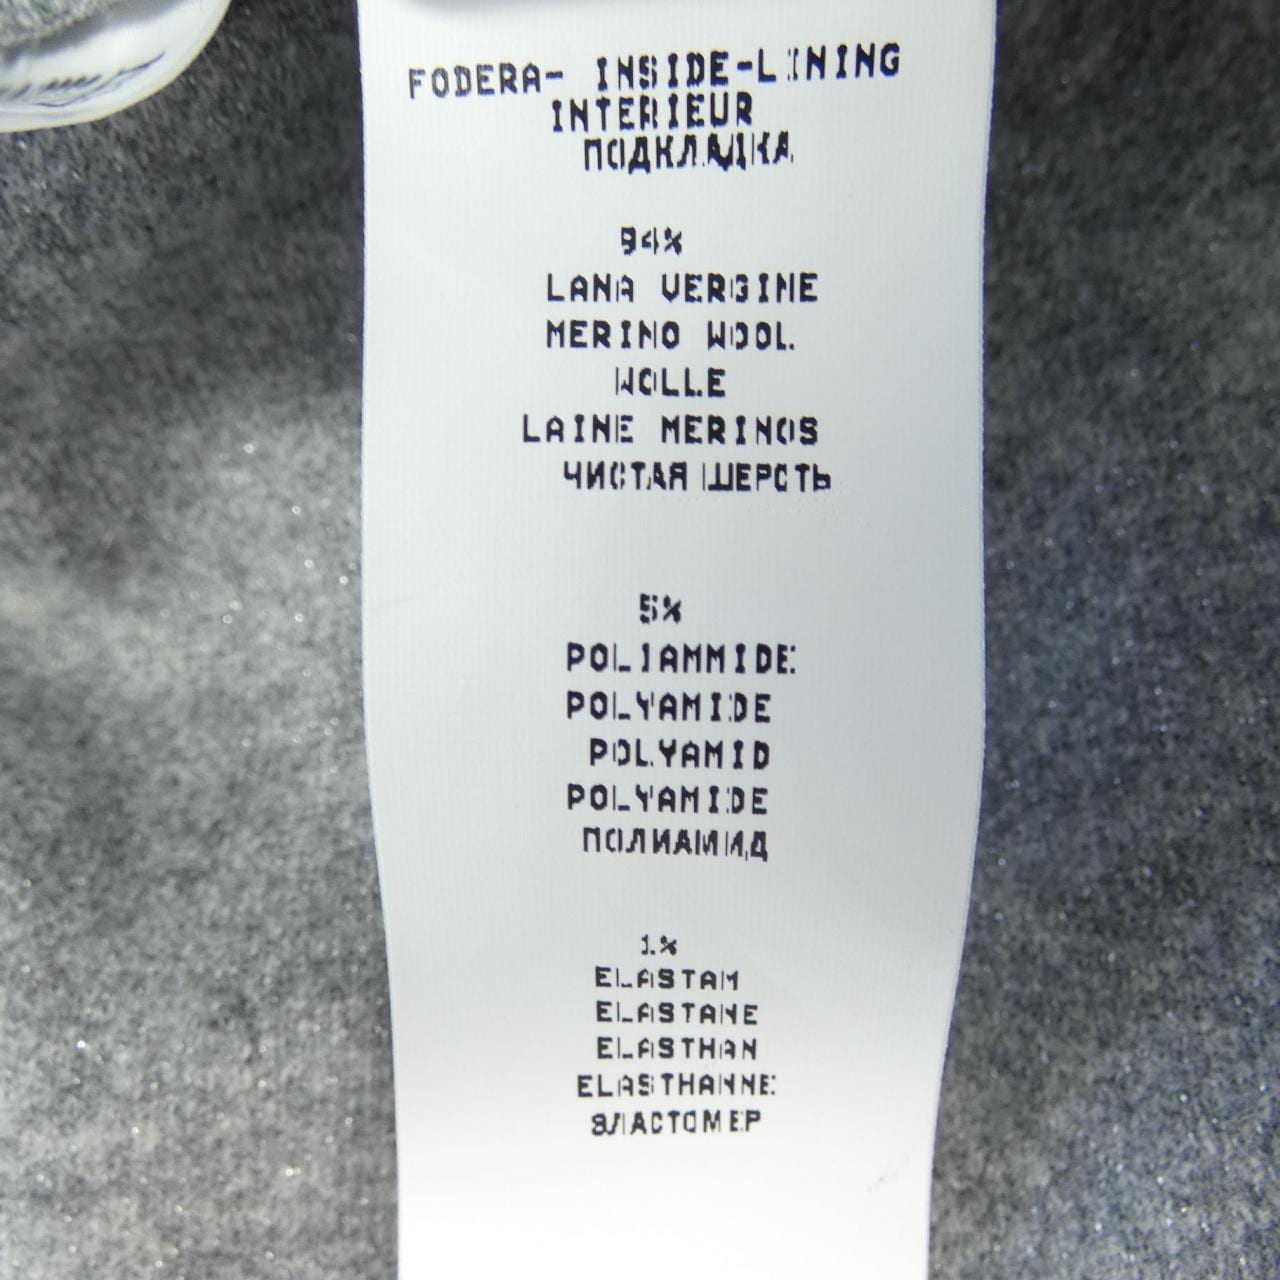 FODERA- INSIDE-LINING
INTERIEUR
ПОДКЛАДКА
94%
LANA VERGINE
MERINO WOOL
WOLLE
LAINE MERINOS
ЧИСТАЯ ШЕРСТЬ
5%
POLIAMMIDE
POLYAMIDE
POLYAMID
POLYAMIDE
ПОЛИАМИД
1%
ELASTAM
ELASTANE
ELASTHAN
ELASTHANNE
ЭЛАСТОМЕР